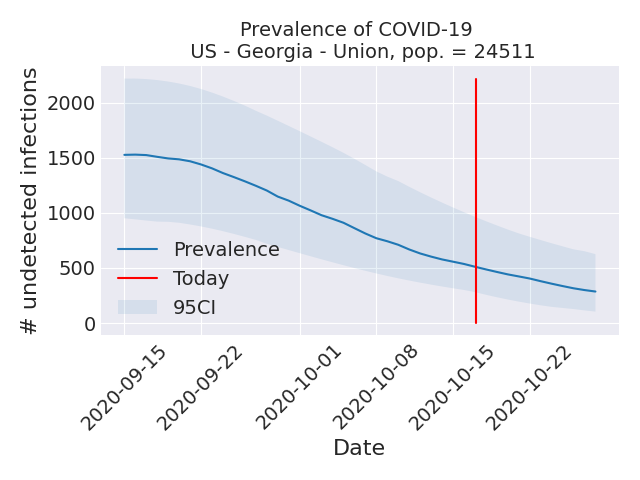 Prevalence of COVID-19
US - Georgia - Union, pop. = 24511
# undetected infections
2000
1500
1000
500
0
Prevalence
Today
95CI
2020-09-15
2020-09-22
2020-10-01
2020-10-08
2020-10-15
2020-10-22
Date